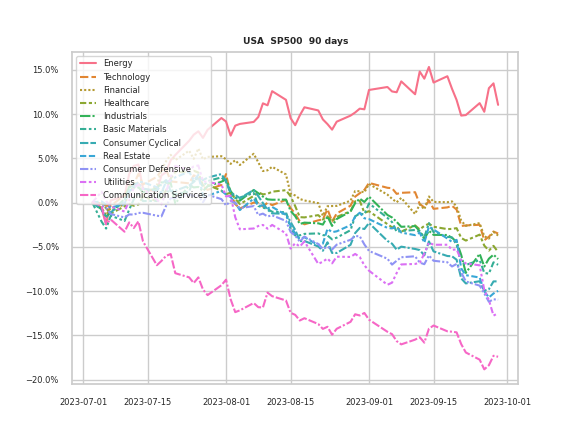 USA SP500 90 days
15.0%
10.0%
5.0%
0.0%
−5.0%
−10.0%
−15.0%
−20.0%
Energy
Technology
Financial
Healthcare
Industrials
Basic Materials
Consumer Cyclical
Real Estate
Consumer Defensive
Utilities
Communication Services
2023-07-01 2023-07-15 2023-08-01 2023-08-15 2023-09-01 2023-09-15 2023-10-01